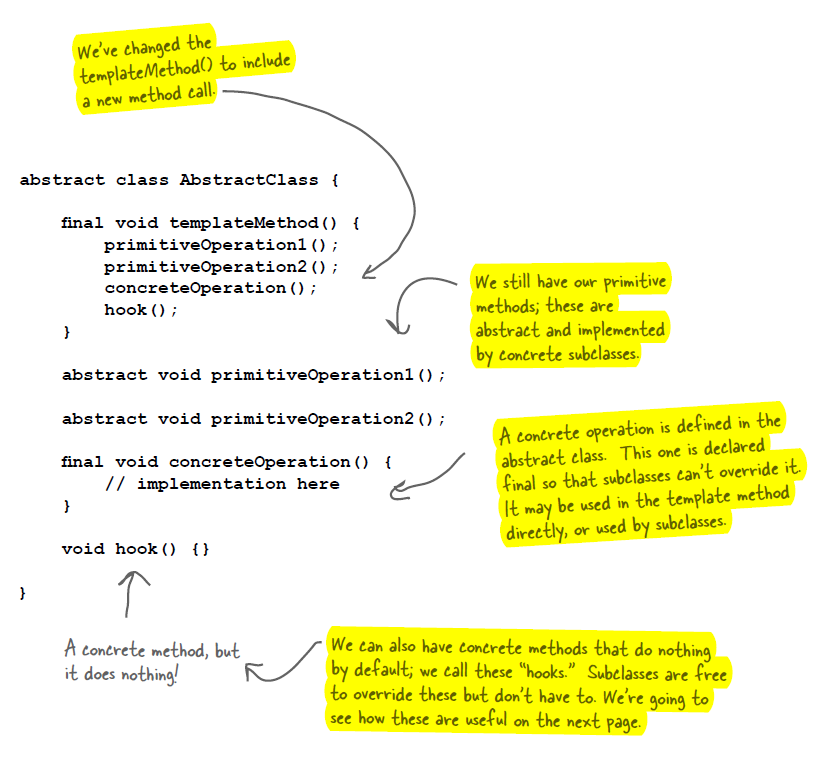 We've changed the
templateMethod() to include
a new method call.
abstract class AbstractClass {
final void templateMethod() {
primitiveOperation1();
primitiveOperation2();
concreteOperation();
hook();
}
We still have our primitive
methods; these are
abstract and implemented
by concrete subclasses.
abstract void primitiveOperation1();
abstract void primitiveOperation2();
final void concreteOperation() {
// implementation here
}
A concrete operation is defined in the
abstract class. This one is declared
final so that subclasses can't override it.
It may be used in the template method
directly, or used by subclasses.
void hook() {}
}
A concrete method, but
it does nothing!
We can also have concrete methods that do nothing
by default; we call these "hooks." Subclasses are free
to override these but don't have to. We're going to
see how these are useful on the next page.